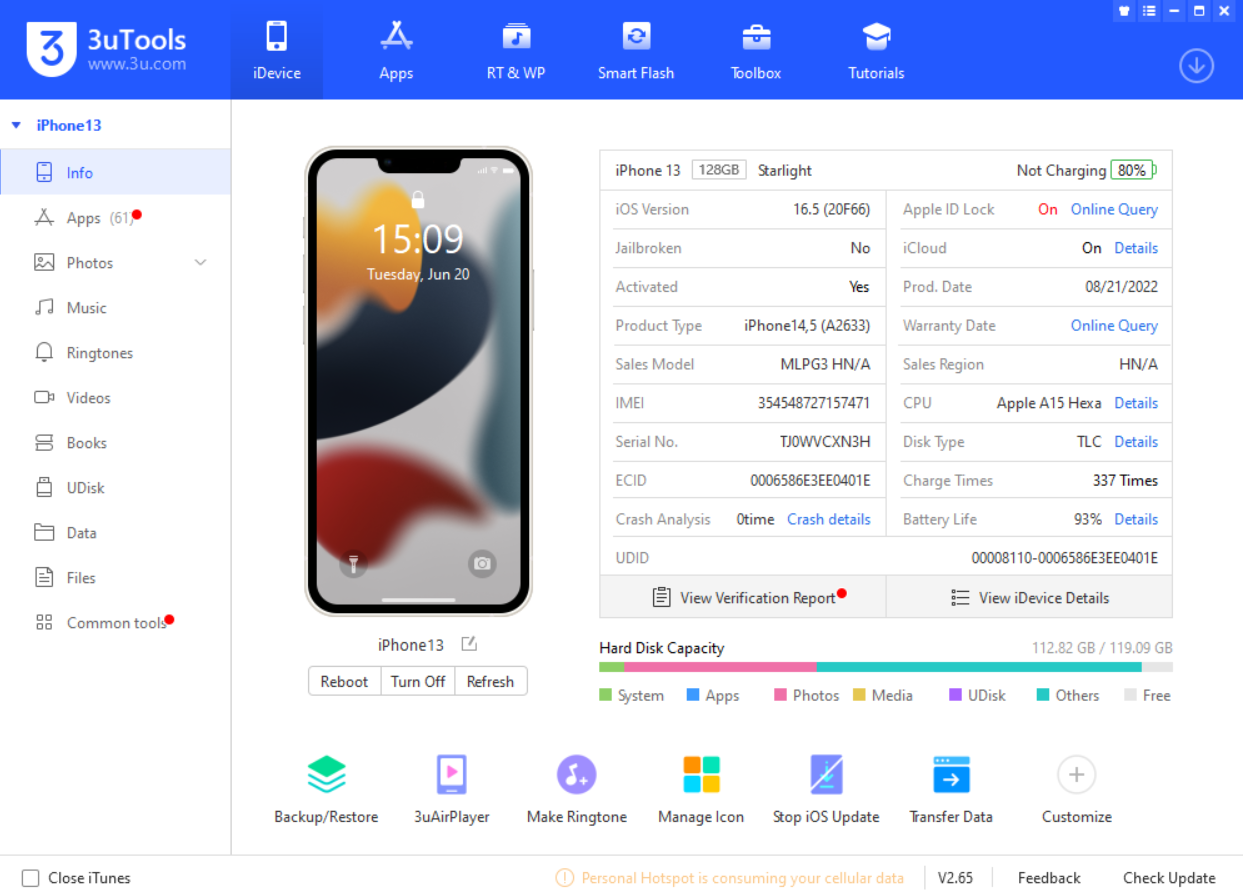 3uTools
www.3u.com
iDevice
Apps
RT & WP
Smart Flash
Toolbox
Tutorials
iPhone13
Info
Apps (61)
Photos
Music
Ringtones
Videos
Books
UDisk
Data
Files
Common tools
15:09
Tuesday, Jun 20
iPhone13
Reboot Turn Off Refresh
iPhone 13 128GB Starlight Not Charging 80%
iOS Version 16.5 (20F66) Apple ID Lock On Online Query
Jailbroken No iCloud On Details
Activated Yes Prod. Date 08/21/2022
Product Type iPhone14,5 (A2633) Warranty Date Online Query
Sales Model MLPG3 HN/A Sales Region HN/A
IMEI 354548727157471 CPU Apple A15 Hexa Details
Serial No. TJ0WVCXN3H Disk Type TLC Details
ECID 0006586E3EE0401E Charge Times 337 Times
Crash Analysis 0time Crash details Battery Life 93% Details
UDID 00008110-0006586E3EE0401E
View Verification Report View iDevice Details
Hard Disk Capacity 112.82 GB / 119.09 GB
System Apps Photos Media UDisk Others Free
Backup/Restore 3uAirPlayer Make Ringtone Manage Icon Stop iOS Update Transfer Data Customize
Close iTunes Personal Hotspot is consuming your cellular data V2.65 Feedback Check Update